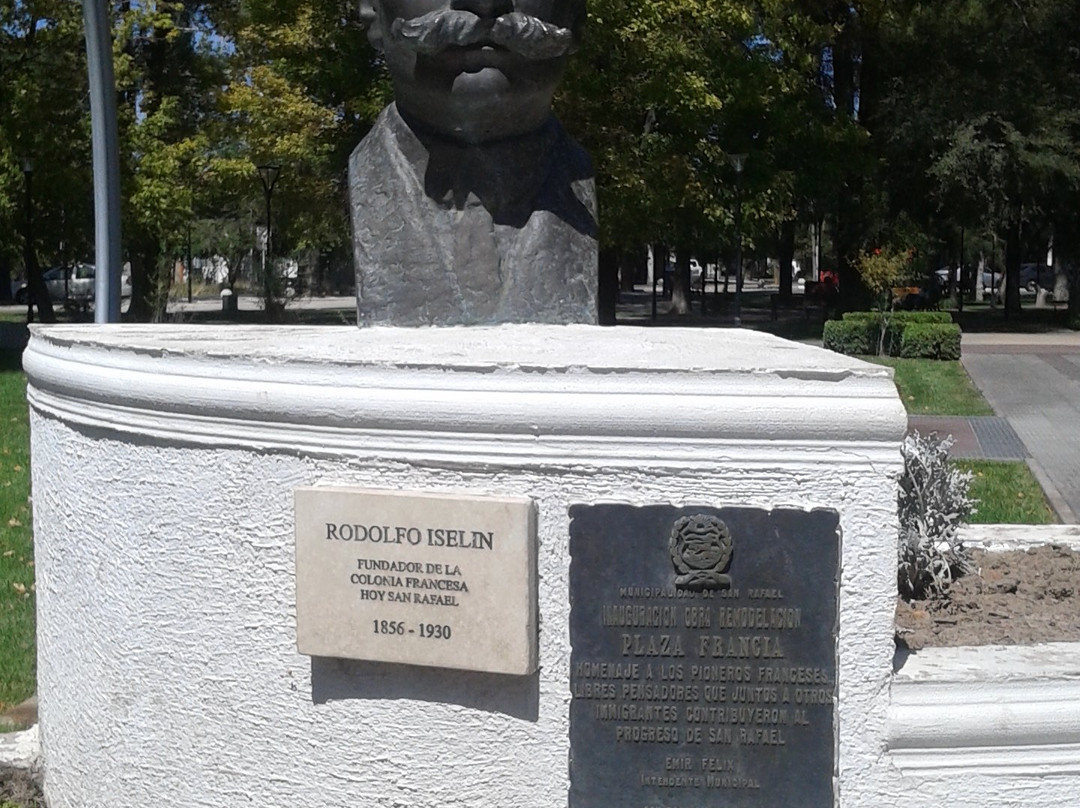 RODOLFO ISELIN
FUNDADOR DE LA
COLONIA FRANCESA
HOY SAN RAFAEL
1856 - 1930
MUNICIPALIDAD DE SAN RAFAEL
INAUGURACION OBRA REMODELACION
PLAZA FRANCIA
HOMENAJE A LOS PIONEROS FRANCESES
LIBRES PENSADORES QUE JUNTOS A OTROS
INMIGRANTES CONTRIBUYERON AL
PROGRESO DE SAN RAFAEL
EMIR FELIX
INTENDENTE MUNICIPAL